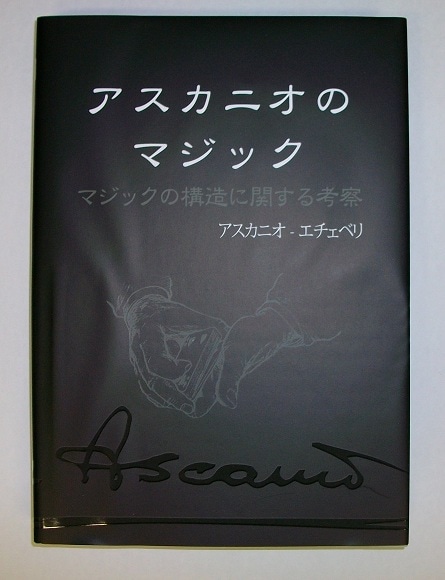 アスカニオの
マジック
マジックの構造に関する考察
アスカニオ - エチェベリ
Ascanio